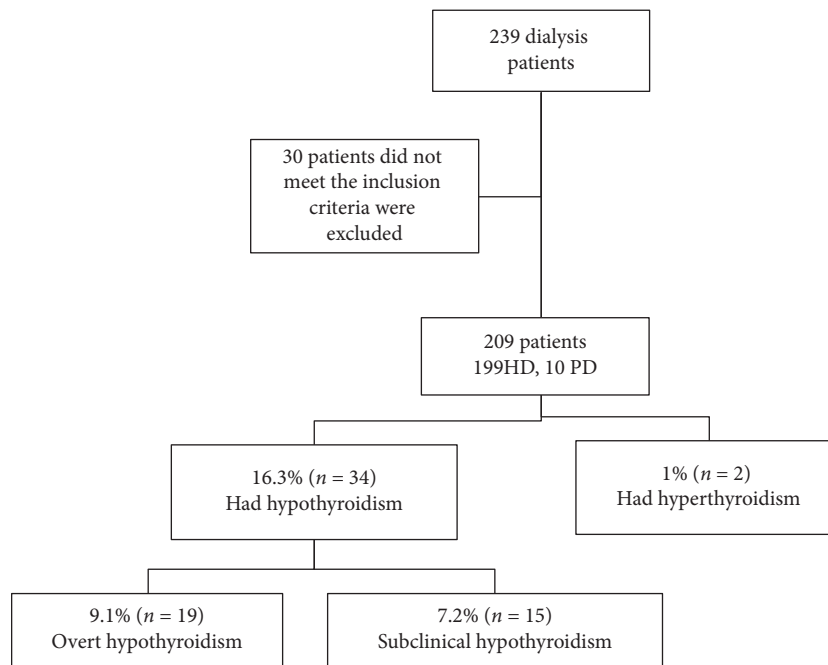 239 dialysis
patients
30 patients did not
meet the inclusion
criteria were
excluded
209 patients
199HD, 10 PD
16.3% (n = 34)
Had hypothyroidism
1% (n = 2)
Had hyperthyroidism
9.1% (n = 19)
Overt hypothyroidism
7.2% (n = 15)
Subclinical hypothyroidism